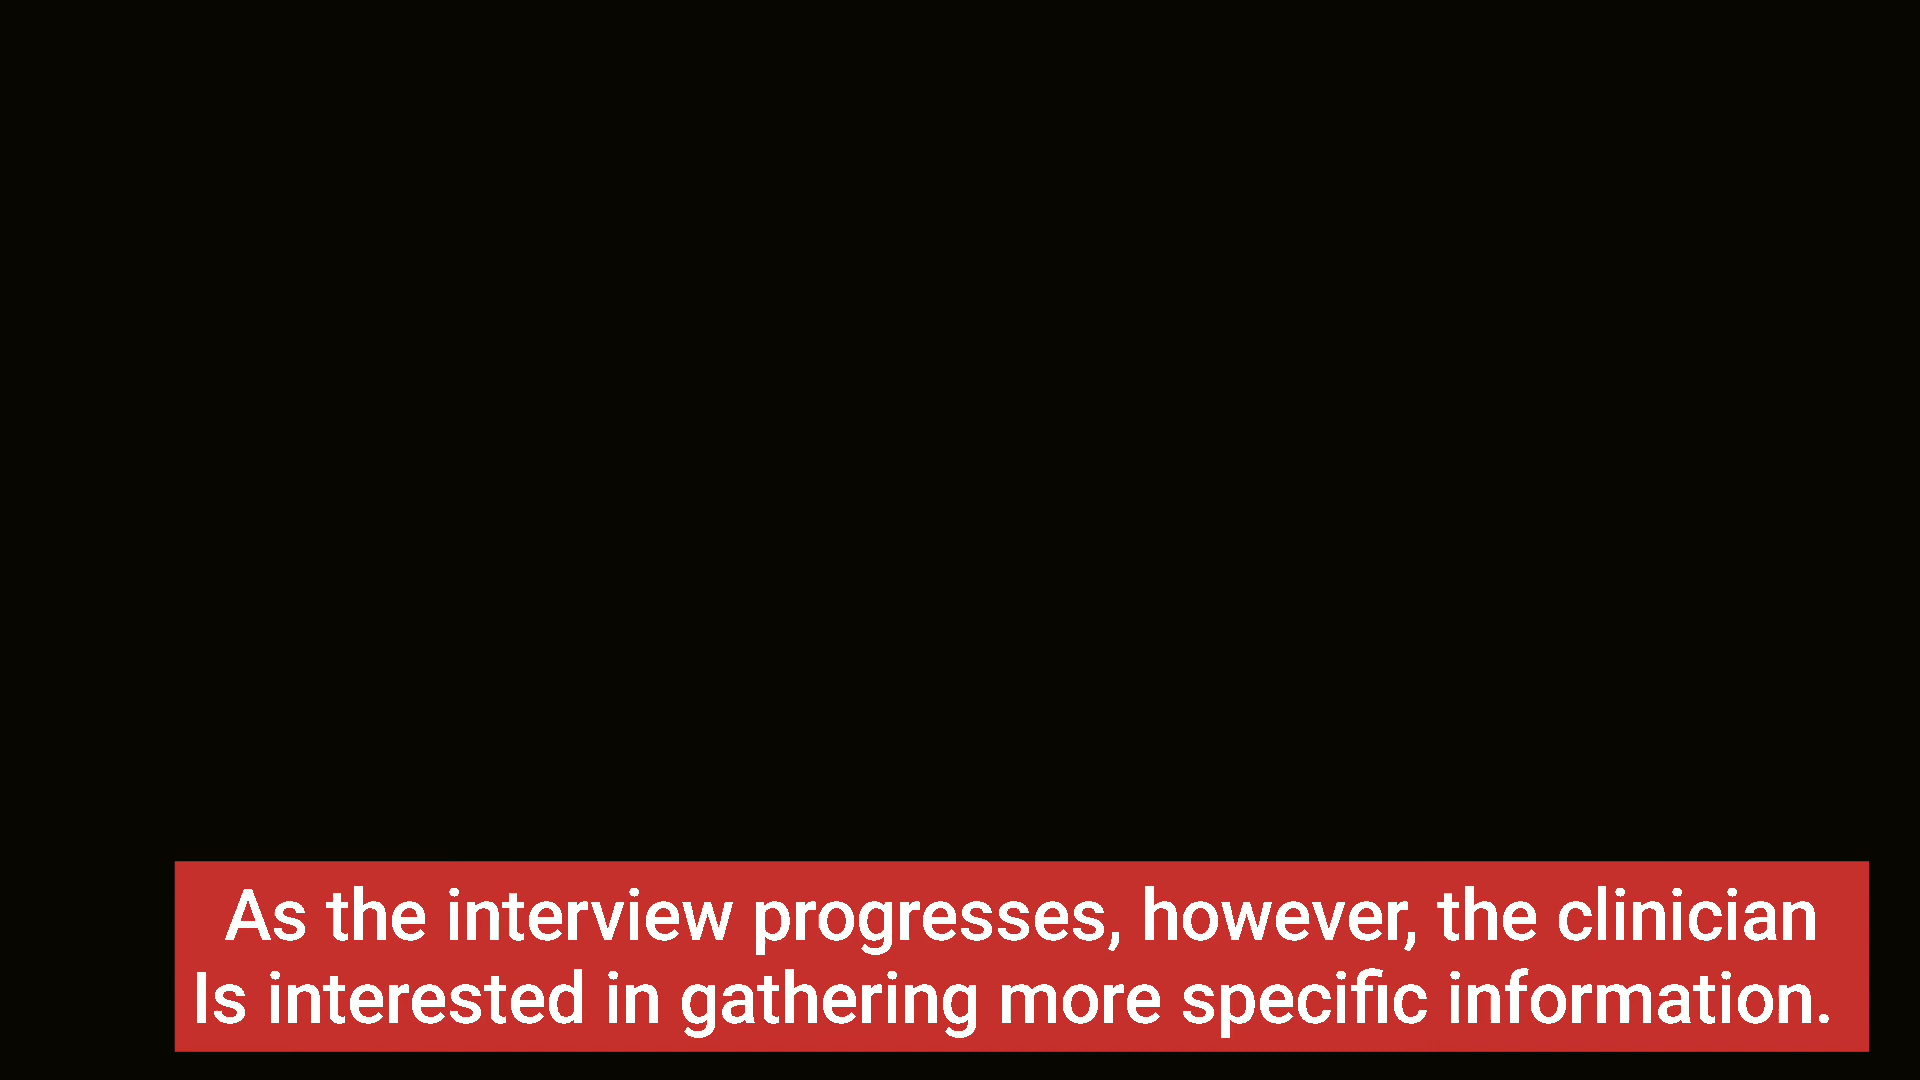 As the interview progresses, however, the clinician
Is interested in gathering more specific information.